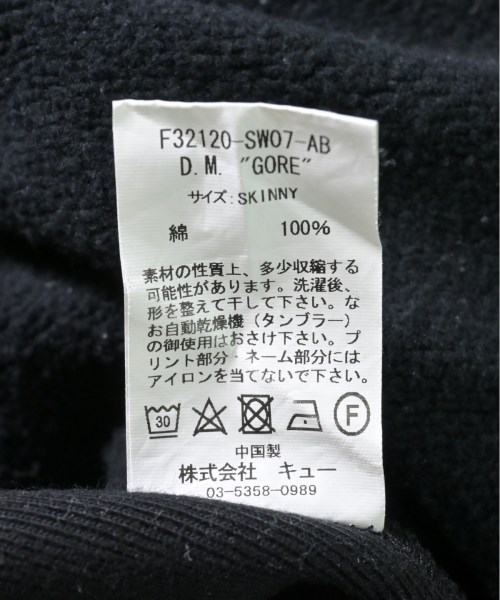 F32120-SW07-AB
D.M. "GORE"
サイズ:SKINNY
綿 100%
素材の性質上、多少収縮する
可能性があります。洗濯後、
形を整えて干して下さい。な
お自動乾燥機（タンブラー）
の御使用はおさけ下さい。プ
リント部分・ネーム部分には
アイロンを当てないで下さい。
30 F
中国製
株式会社 キュー
03-5358-0989